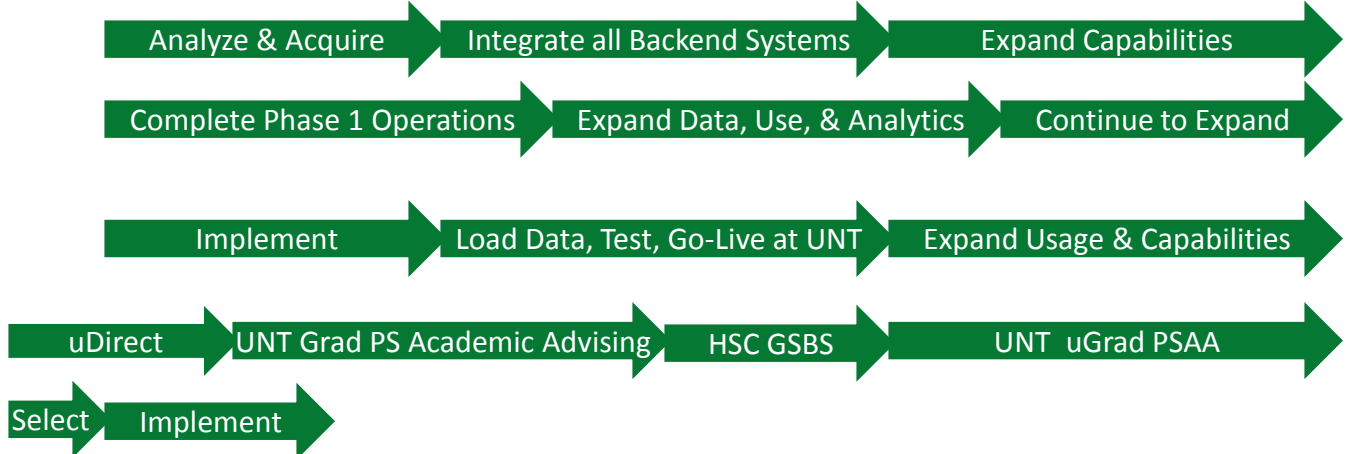 Analyze & Acquire
Integrate all Backend Systems
Expand Capabilities
Complete Phase 1 Operations
Expand Data, Use, & Analytics
Continue to Expand
Implement
Load Data, Test, Go-Live at UNT
Expand Usage & Capabilities
uDirect
UNT Grad PS Academic Advising
HSC GSBS
UNT uGrad PSAA
Select
Implement